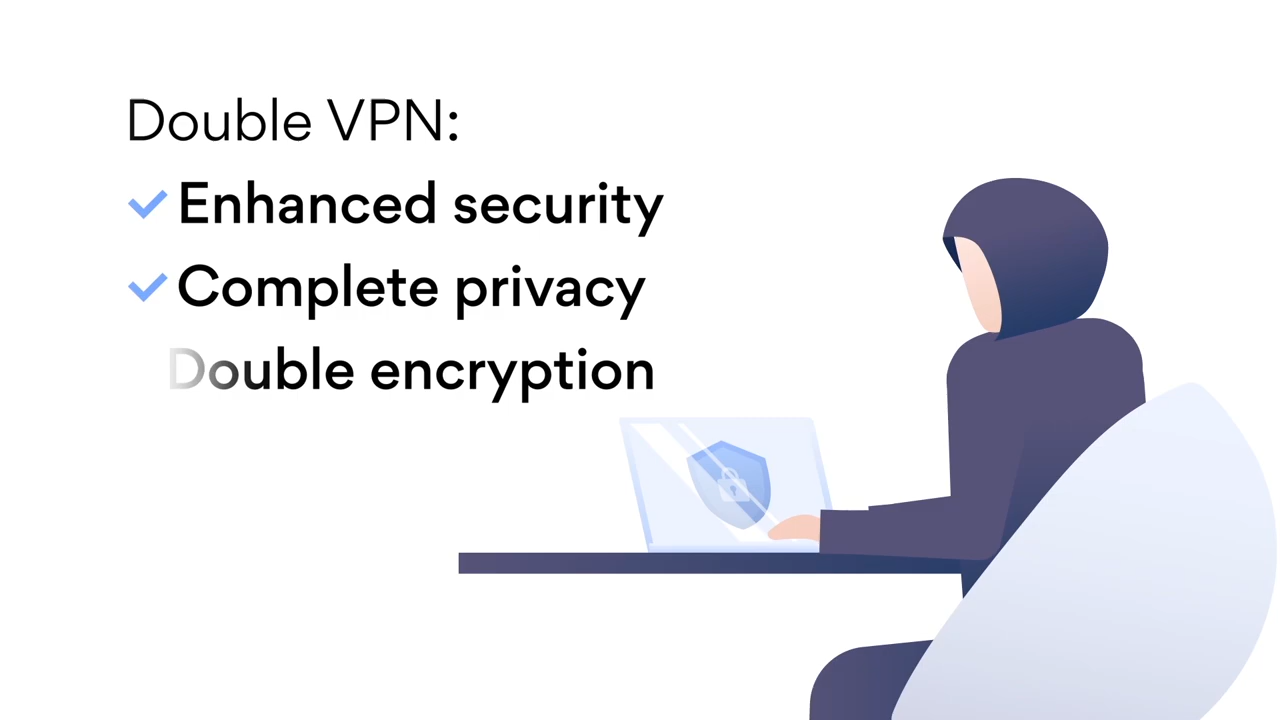 Double VPN:
Enhanced security
Complete privacy
Double encryption